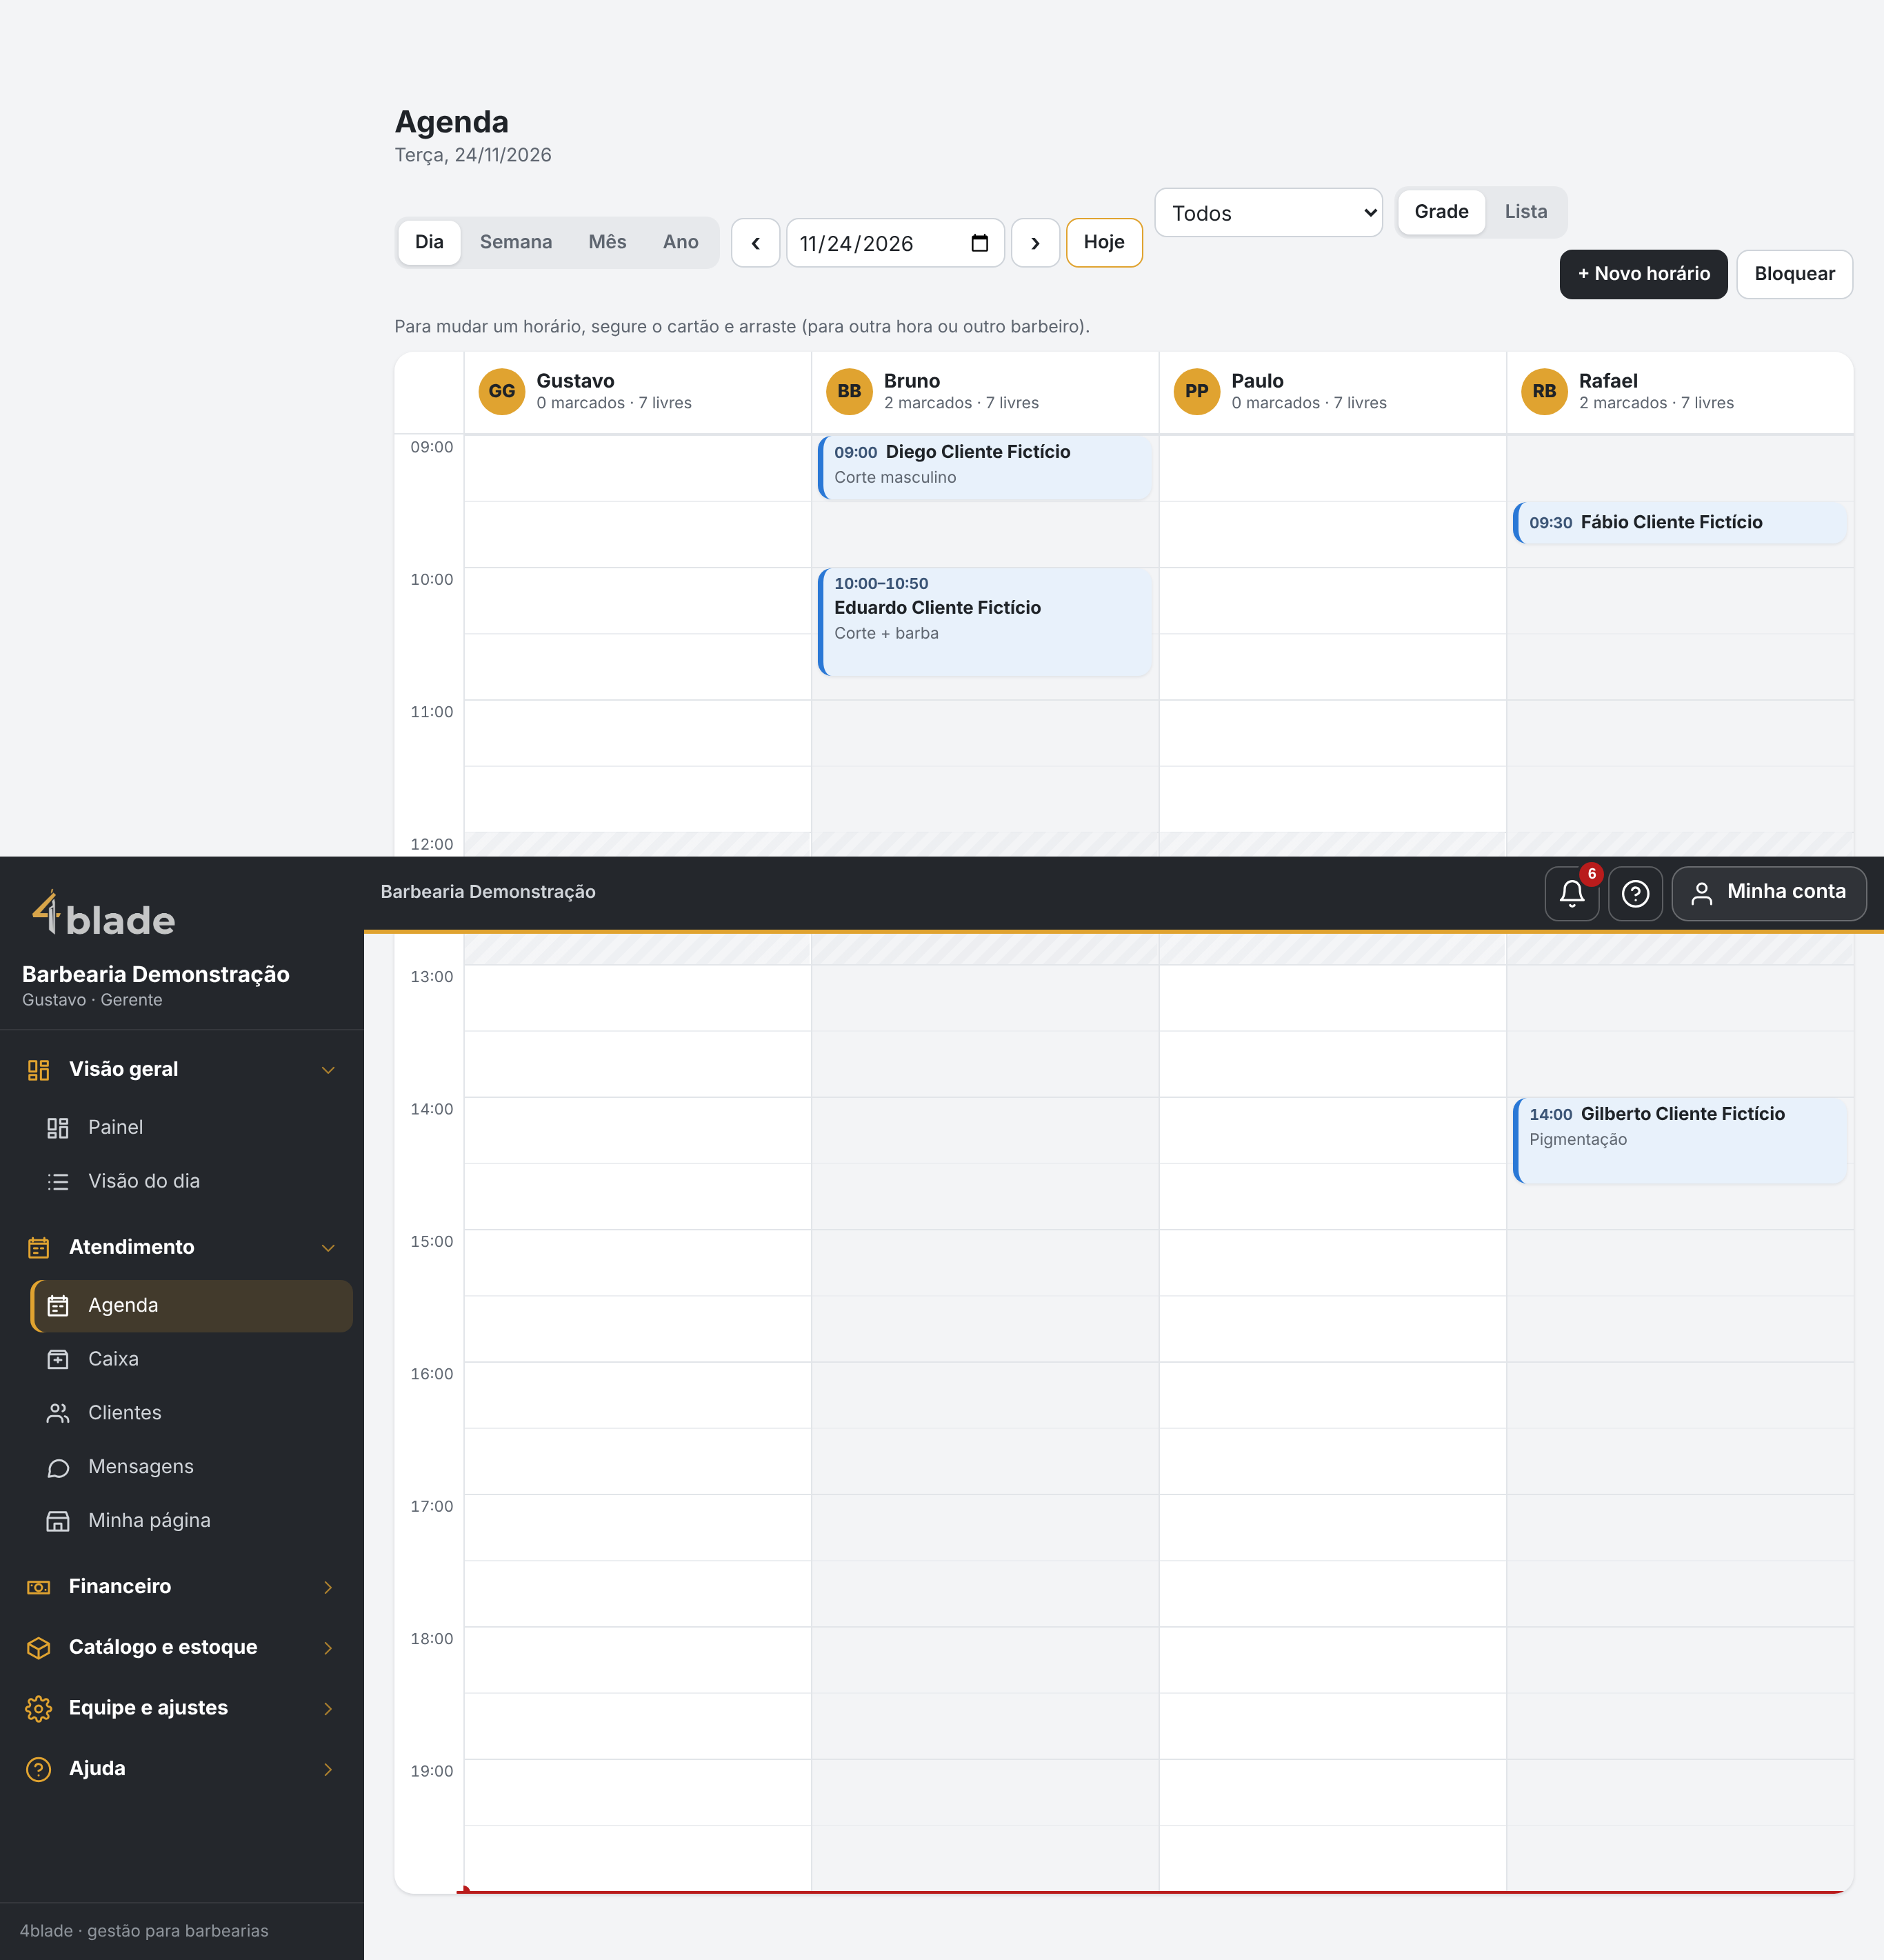 Agenda
Terça, 24/11/2026
Dia Semana Mês Ano ‹ 11/24/2026 › Hoje Todos Grade Lista
+ Novo horário Bloquear
Para mudar um horário, segure o cartão e arraste (para outra hora ou outro barbeiro).
GG Gustavo
0 marcados · 7 livres
BB Bruno
2 marcados · 7 livres
PP Paulo
0 marcados · 7 livres
RB Rafael
2 marcados · 7 livres
09:00
09:00 Diego Cliente Fictício
Corte masculino
09:30 Fábio Cliente Fictício
10:00
10:00–10:50
Eduardo Cliente Fictício
Corte + barba
11:00
12:00
4blade
Barbearia Demonstração
Gustavo · Gerente
Barbearia Demonstração
6
Minha conta
Visão geral
Painel
Visão do dia
Atendimento
Agenda
Caixa
Clientes
Mensagens
Minha página
Financeiro
Catálogo e estoque
Equipe e ajustes
Ajuda
4blade · gestão para barbearias
13:00
14:00
14:00 Gilberto Cliente Fictício
Pigmentação
15:00
16:00
17:00
18:00
19:00